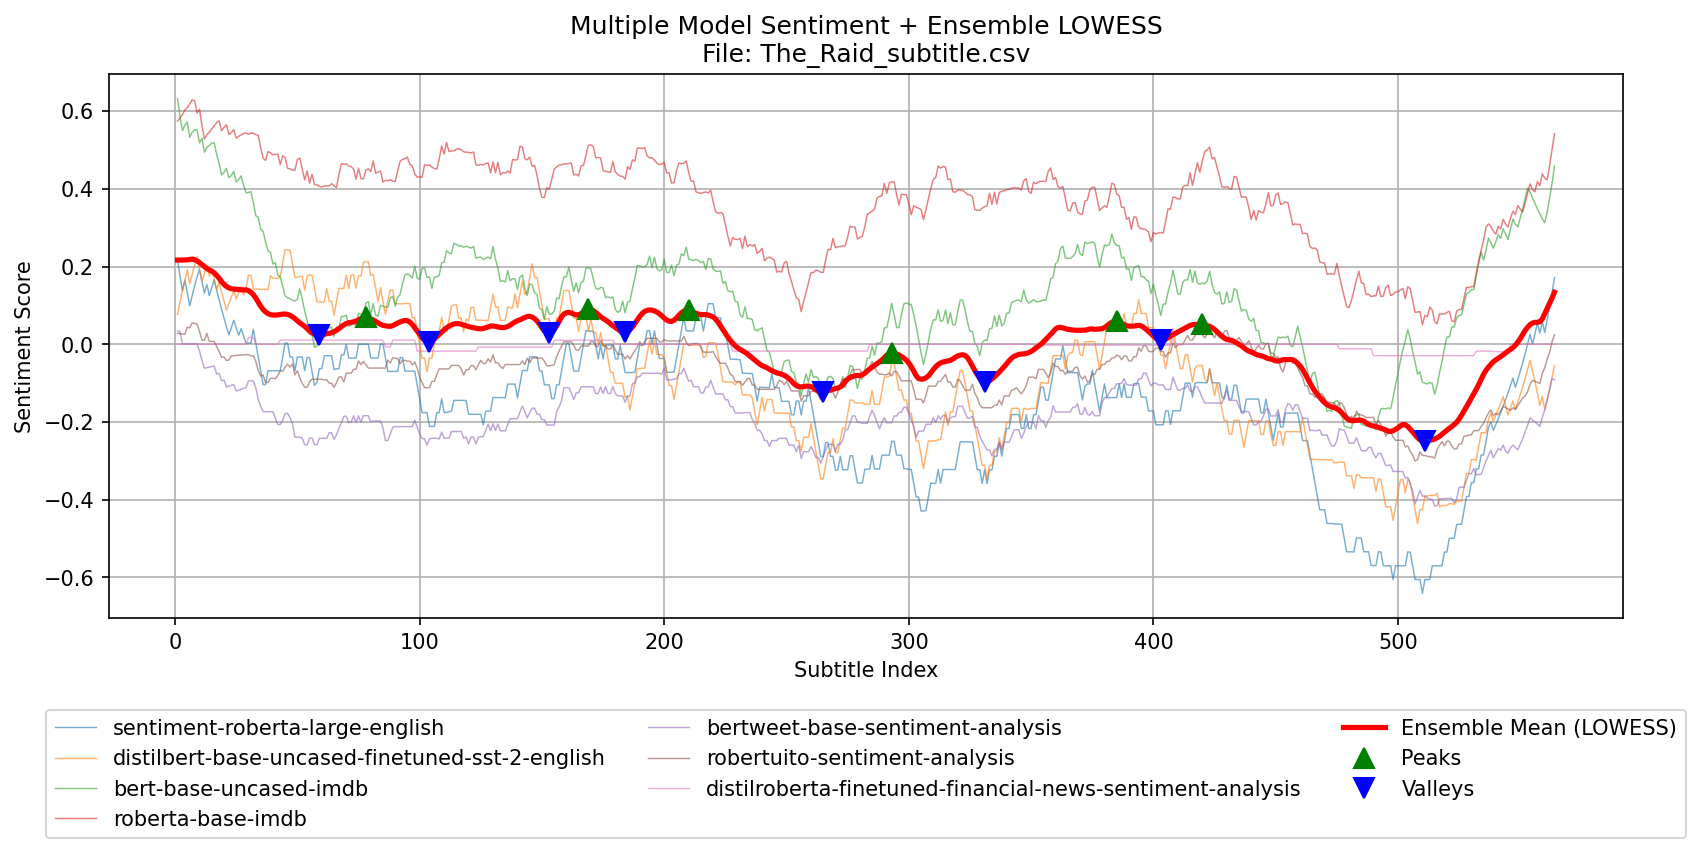 Multiple Model Sentiment + Ensemble LOWESS
File: The_Raid_subtitle.csv
Sentiment Score
0.6
0.4
0.2
0.0
−0.2
−0.4
−0.6
0 100 200 300 400 500
Subtitle Index
sentiment-roberta-large-english
distilbert-base-uncased-finetuned-sst-2-english
bert-base-uncased-imdb
roberta-base-imdb
bertweet-base-sentiment-analysis
robertuito-sentiment-analysis
distilroberta-finetuned-financial-news-sentiment-analysis
Ensemble Mean (LOWESS)
Peaks
Valleys